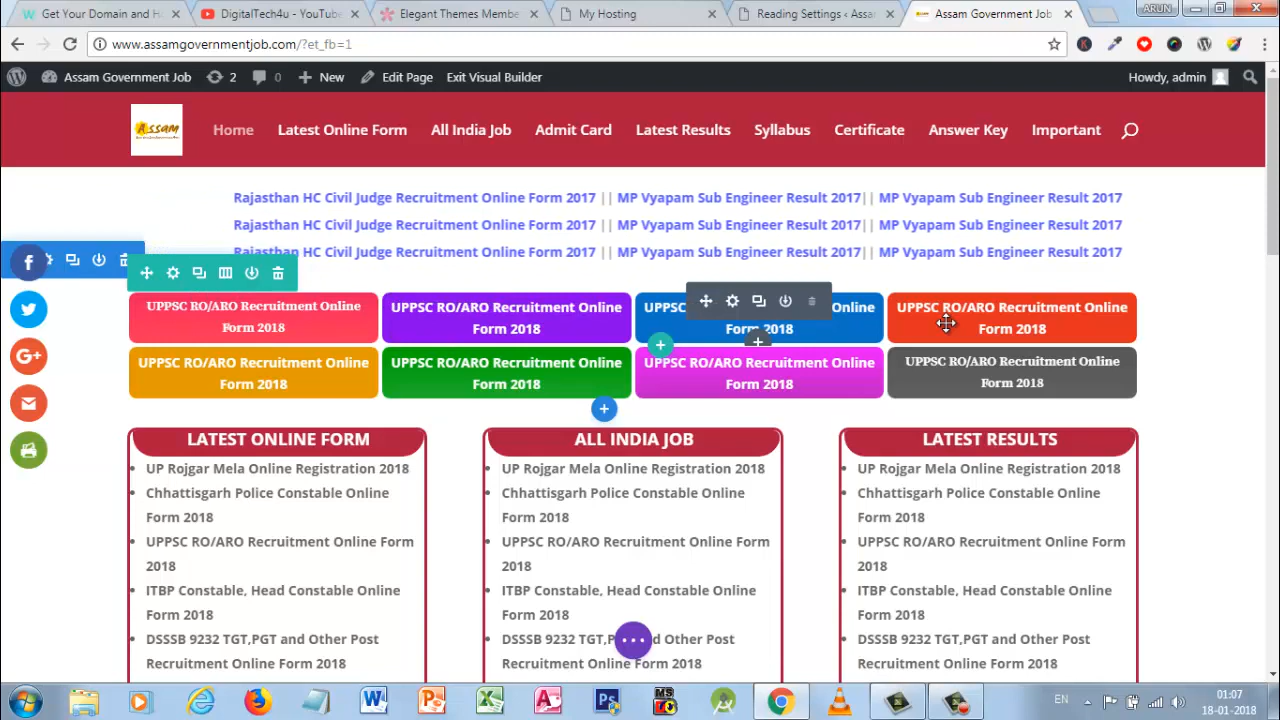 Get Your Domain and H
DigitalTech4u - YouTube
Elegant Themes Membe
My Hosting
Reading Settings ‹ Assa
Assam Government Job
ARUN
www.assamgovernmentjob.com/?et_fb=1
Assam Government Job
2
0
New
Edit Page
Exit Visual Builder
Howdy, admin
Assam
Home
Latest Online Form
All India Job
Admit Card
Latest Results
Syllabus
Certificate
Answer Key
Important
Rajasthan HC Civil Judge Recruitment Online Form 2017 || MP Vyapam Sub Engineer Result 2017|| MP Vyapam Sub Engineer Result 2017
Rajasthan HC Civil Judge Recruitment Online Form 2017 || MP Vyapam Sub Engineer Result 2017|| MP Vyapam Sub Engineer Result 2017
Rajasthan HC Civil Judge Recruitment Online Form 2017 || MP Vyapam Sub Engineer Result 2017|| MP Vyapam Sub Engineer Result 2017
UPPSC RO/ARO Recruitment Online
Form 2018
UPPSC RO/ARO Recruitment Online
Form 2018
UPPS
Online
Form 2018
UPPSC RO/ARO Recruitment Online
Form 2018
UPPSC RO/ARO Recruitment Online
Form 2018
UPPSC RO/ARO Recruitment Online
Form 2018
UPPSC RO/ARO Recruitment Online
Form 2018
UPPSC RO/ARO Recruitment Online
Form 2018
LATEST ONLINE FORM
UP Rojgar Mela Online Registration 2018
Chhattisgarh Police Constable Online
Form 2018
UPPSC RO/ARO Recruitment Online Form
2018
ITBP Constable, Head Constable Online
Form 2018
DSSSB 9232 TGT,PGT and Other Post
Recruitment Online Form 2018
ALL INDIA JOB
UP Rojgar Mela Online Registration 2018
Chhattisgarh Police Constable Online
Form 2018
UPPSC RO/ARO Recruitment Online Form
2018
ITBP Constable, Head Constable Online
Form 2018
DSSSB 9232 TGT,P d Other Post
Recruitment Online Form 2018
LATEST RESULTS
UP Rojgar Mela Online Registration 2018
Chhattisgarh Police Constable Online
Form 2018
UPPSC RO/ARO Recruitment Online Form
2018
ITBP Constable, Head Constable Online
Form 2018
DSSSB 9232 TGT,PGT and Other Post
Recruitment Online Form 2018
EN
01:07
18-01-2018